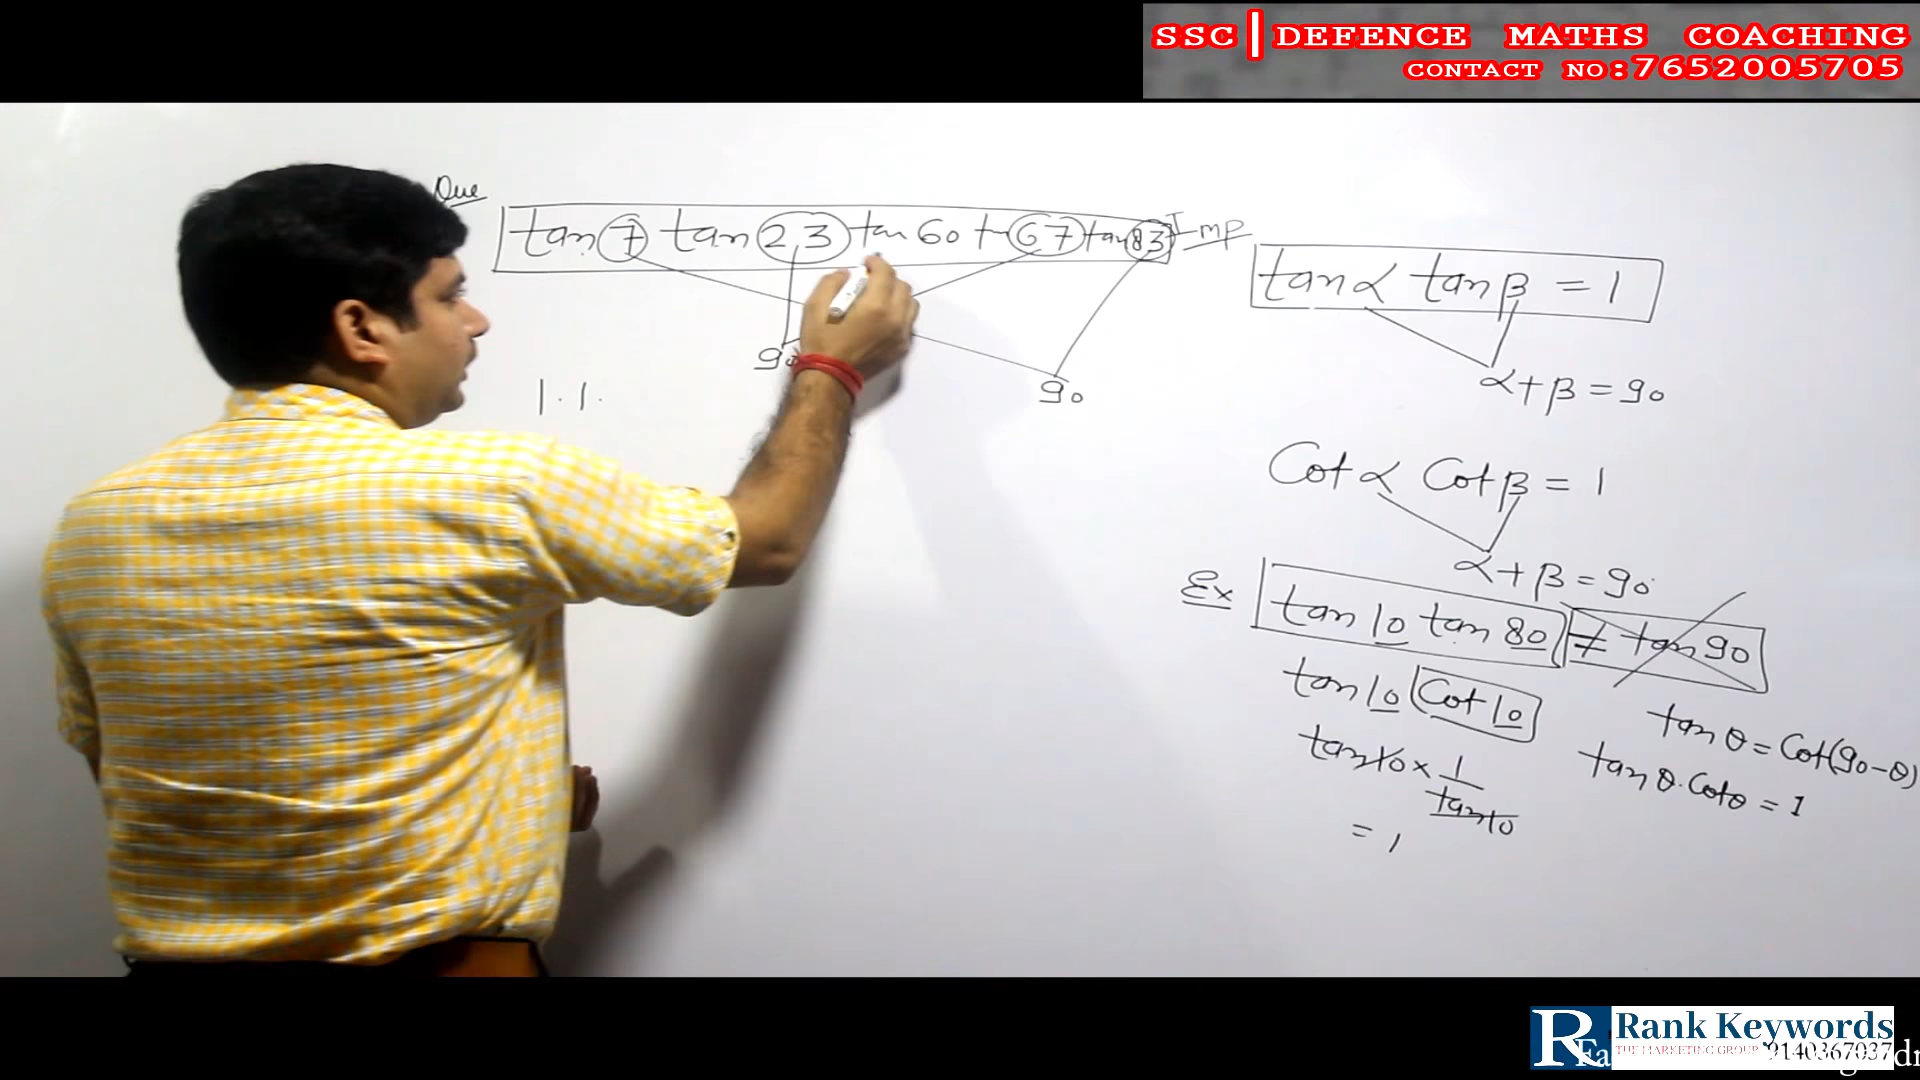 SSC | DEFENCE MATHS COACHING
CONTACT NO:7652005705
Que
tan 7 tan 23 tan 60 t 67 tan 83 Imp
90
90
1 . 1 .
tan α tan β = 1
α + β = 90
Cot α Cot β = 1
α + β = 90
Ex tan 10 tan 80 ≠ tan 90
tan 10 Cot 10
tan θ = Cot(90-θ)
tan 10 × 1/tan 10
tan θ . Cot θ = 1
= 1
R Rank Keywords
THE MARKETING GROUP